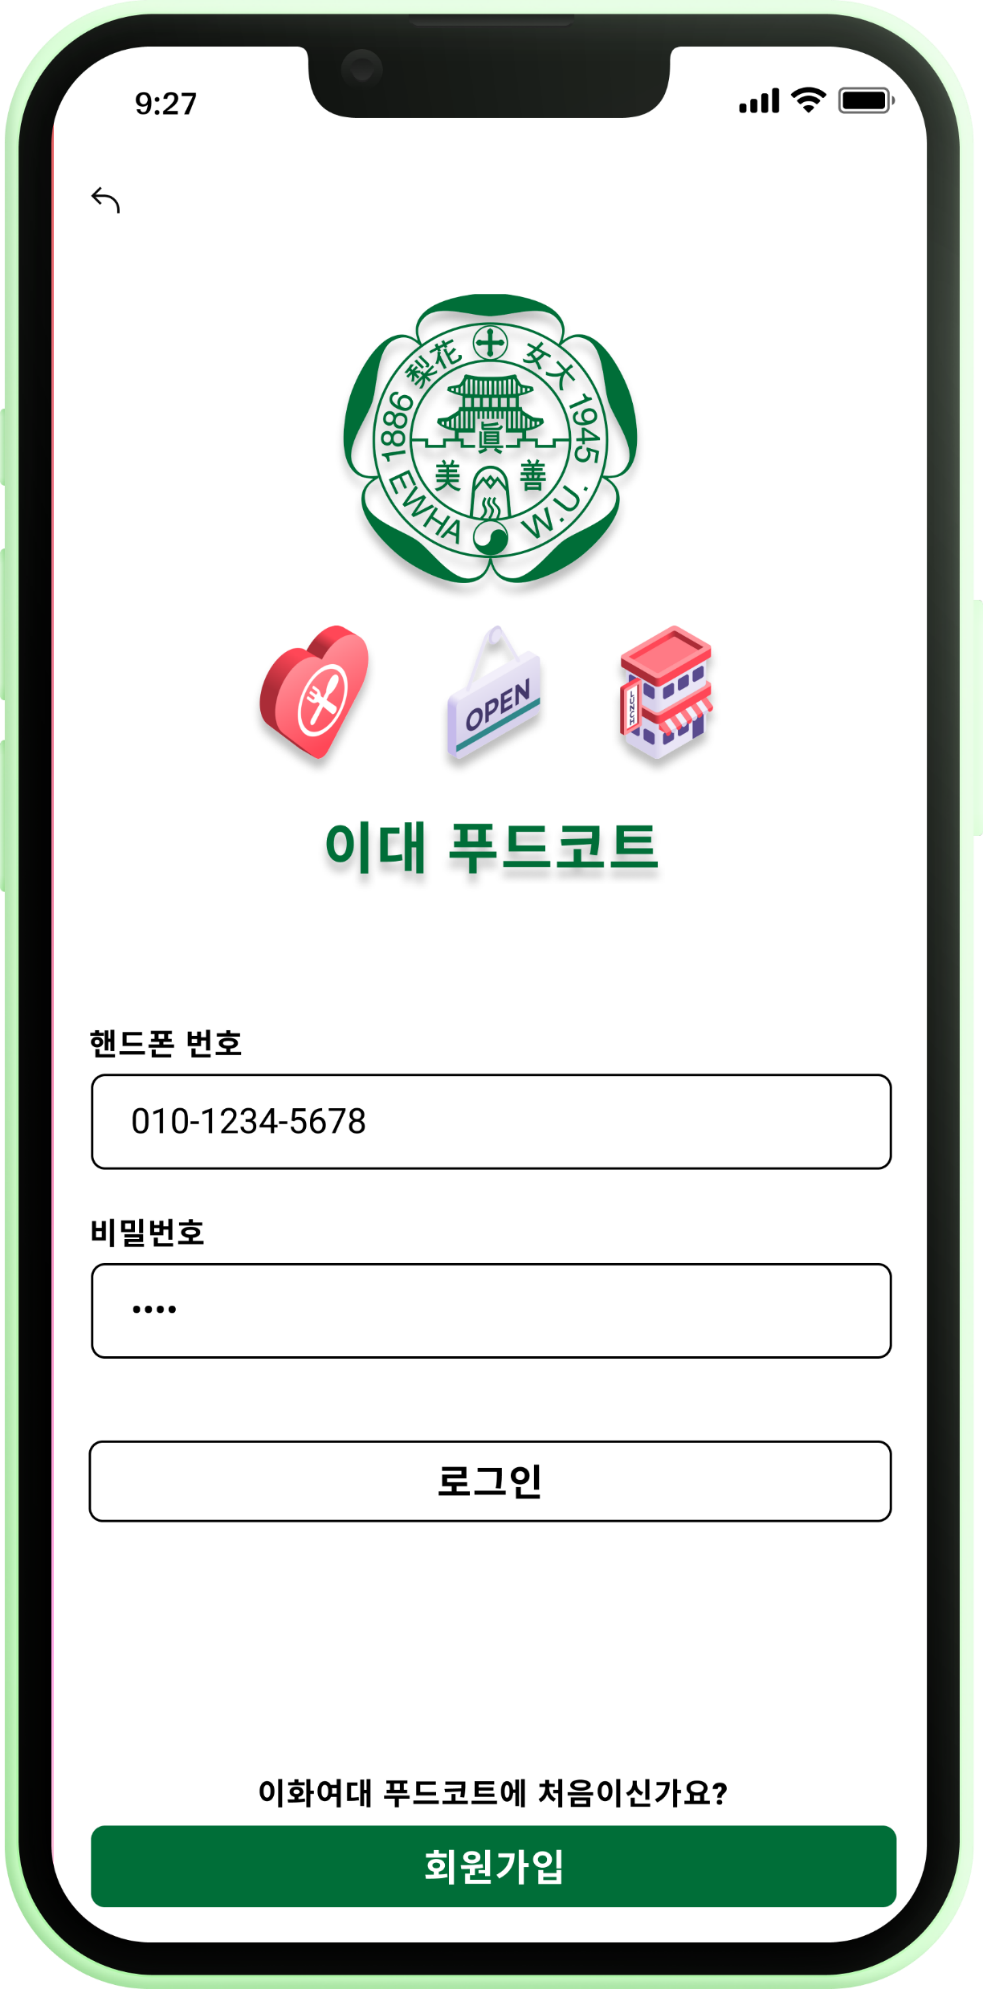 9:27
梨花 女大
1886 1945
眞
美 善
EWHA W.U.
OPEN
이대 푸드코트
핸드폰 번호
010-1234-5678
비밀번호
••••
로그인
이화여대 푸드코트에 처음이신가요?
회원가입